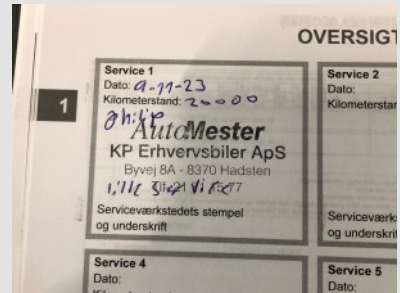 OVERSIGT
Service 1
Dato: 9-11-23
Kilometerstand: 20000
philip
AutoMester
KP Erhvervsbiler ApS
Byvej 8A - 8370 Hadsten
Serviceværkstedets stempel
og underskrift
1
Service 2
Dato:
Kilometerstan
Serviceværks
og underskri
Service 4
Dato:
Service 5
Dato: